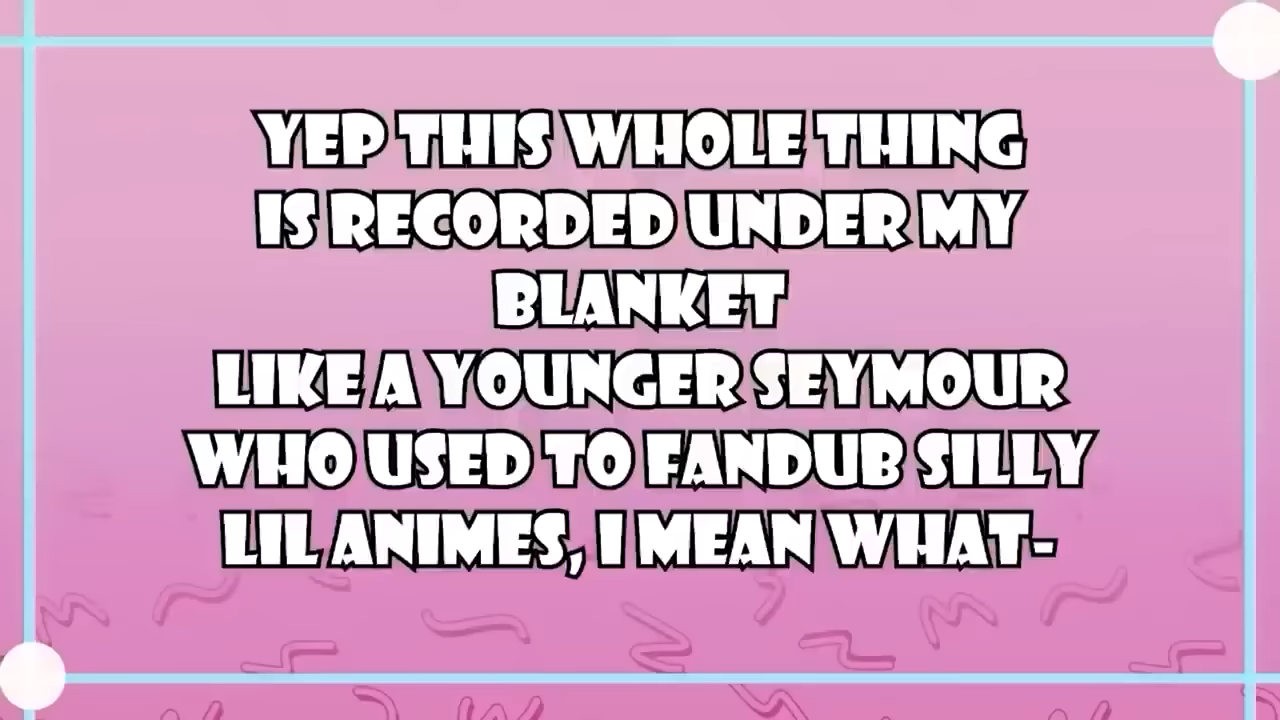 YEP THIS WHOLE THING
IS RECORDED UNDER MY
BLANKET
LIKE A YOUNGER SEYMOUR
WHO USED TO FANDUB SILLY
LIL ANIMES, I MEAN WHAT-